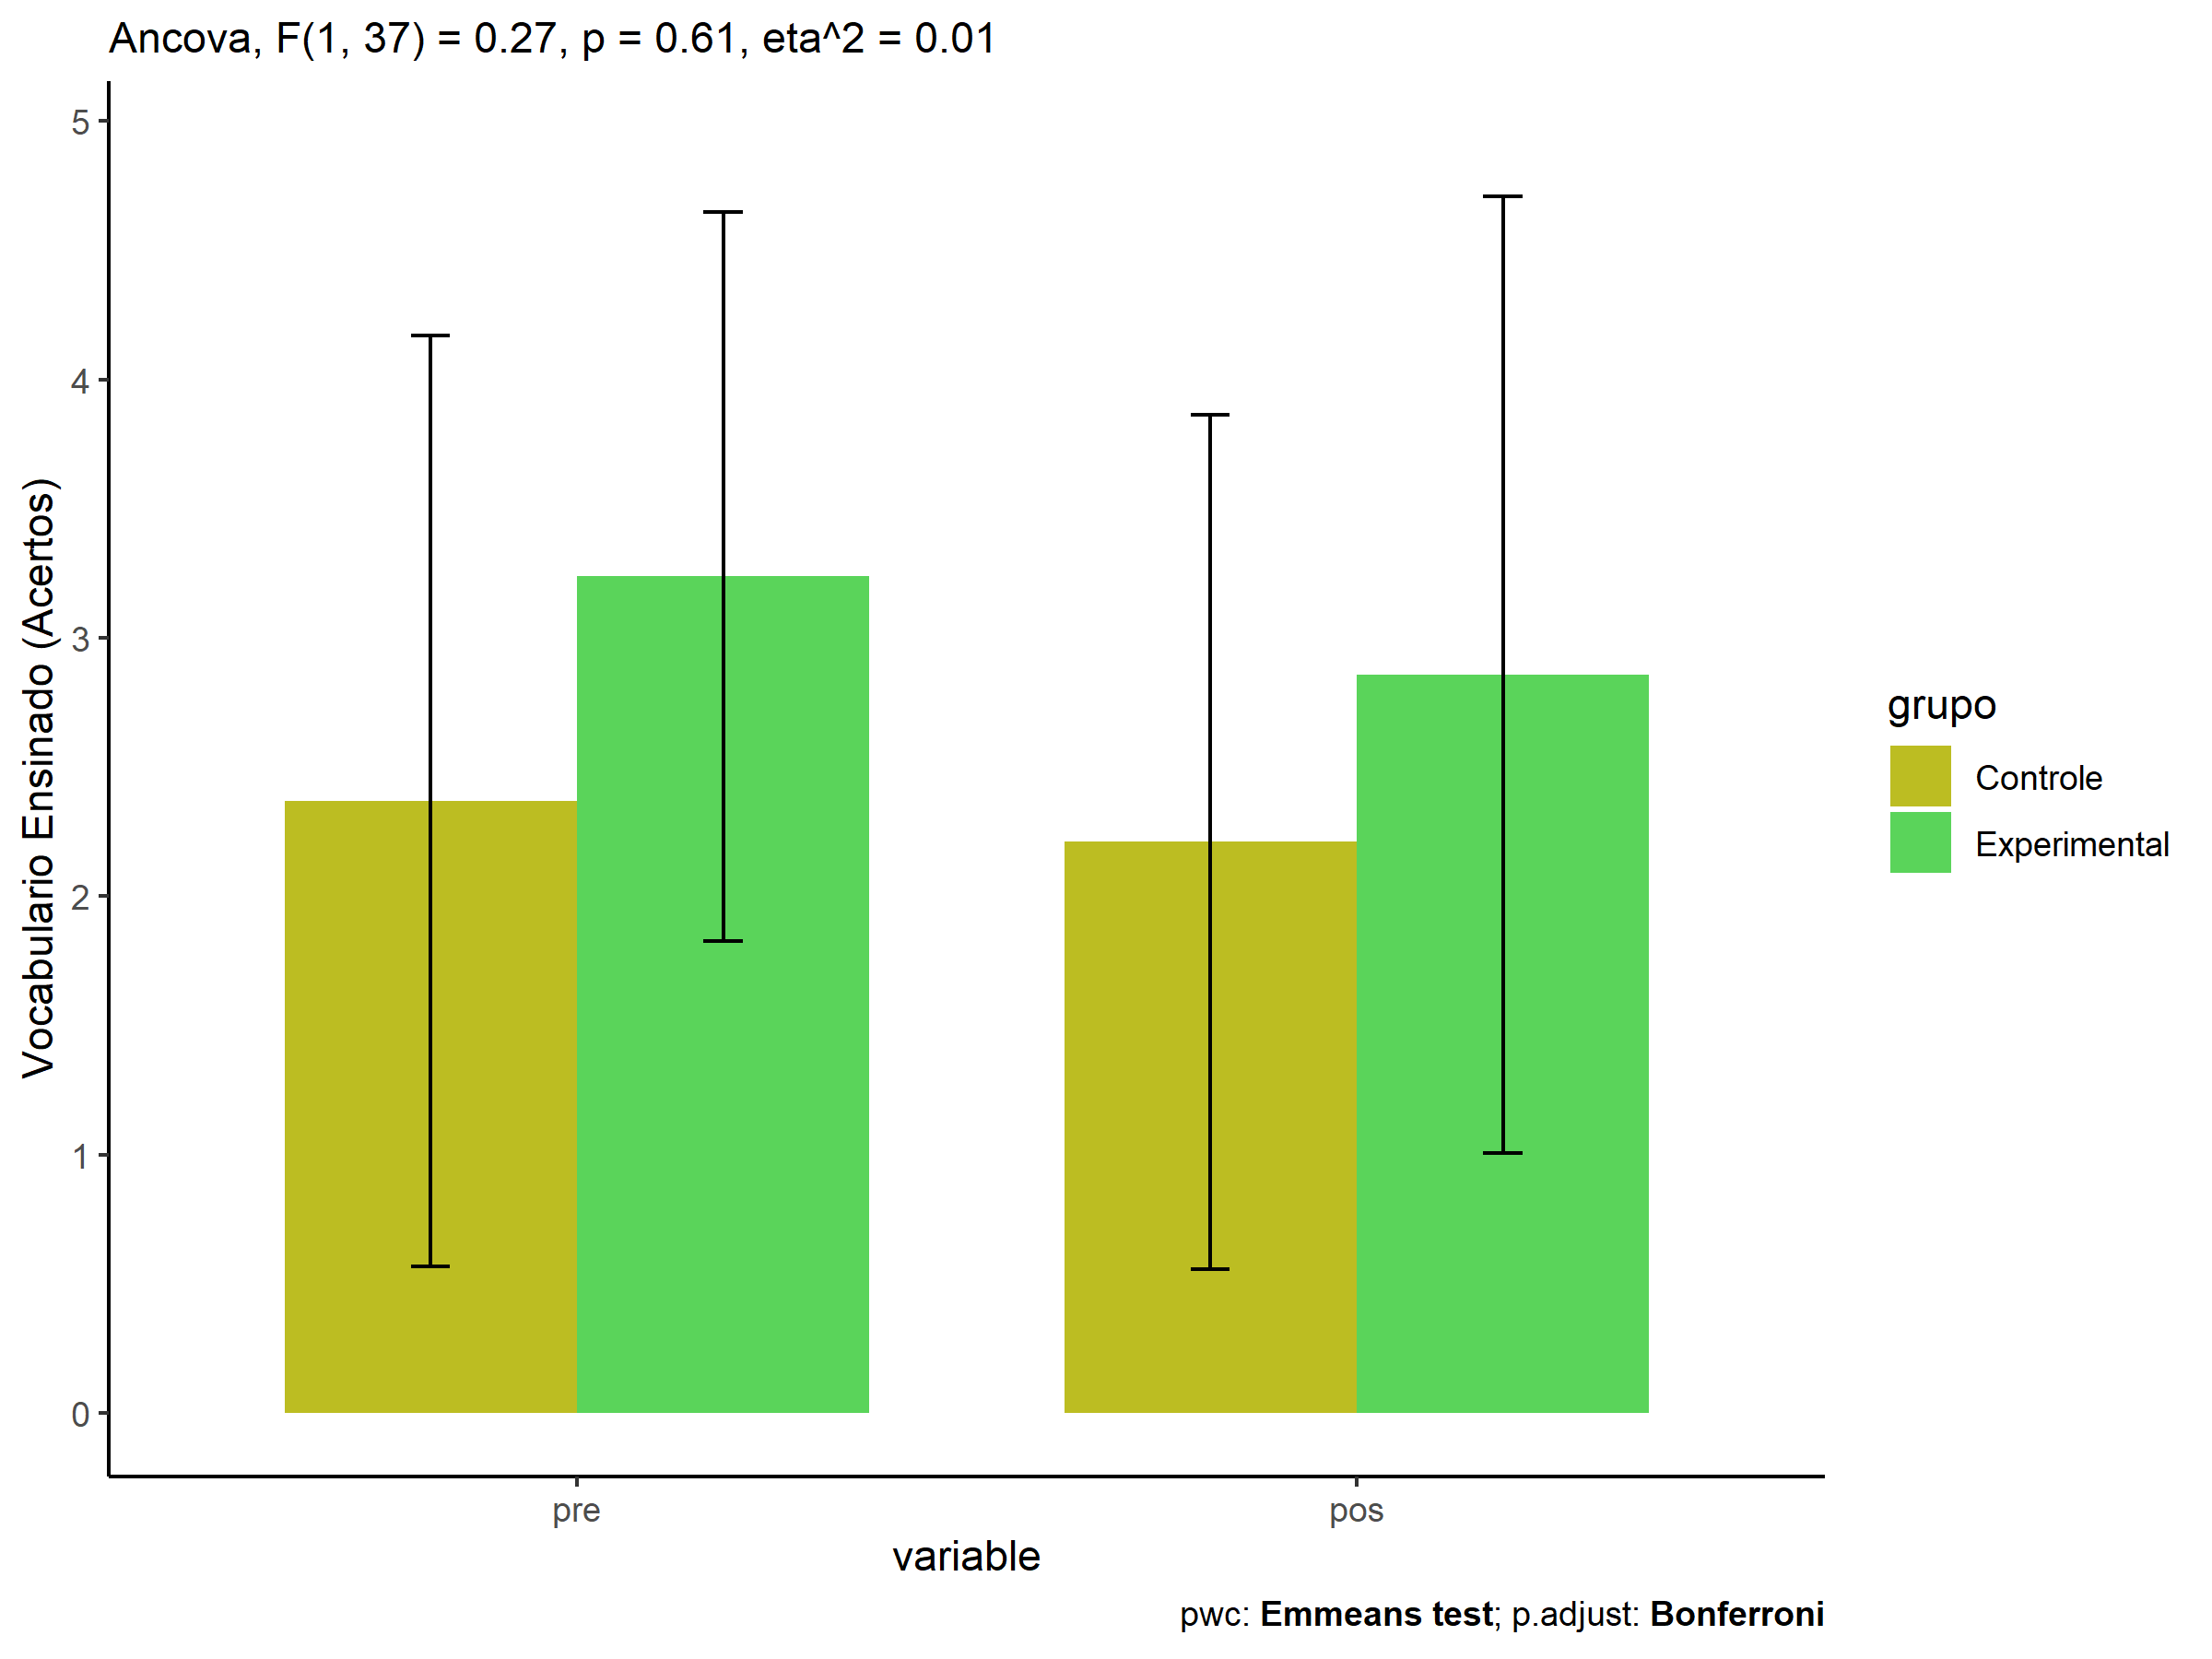 Ancova, F(1, 37) = 0.27, p = 0.61, eta^2 = 0.01
Vocabulario Ensinado (Acertos)
5
4
3
2
1
0
pre
pos
variable
grupo
Controle
Experimental
pwc: Emmeans test; p.adjust: Bonferroni